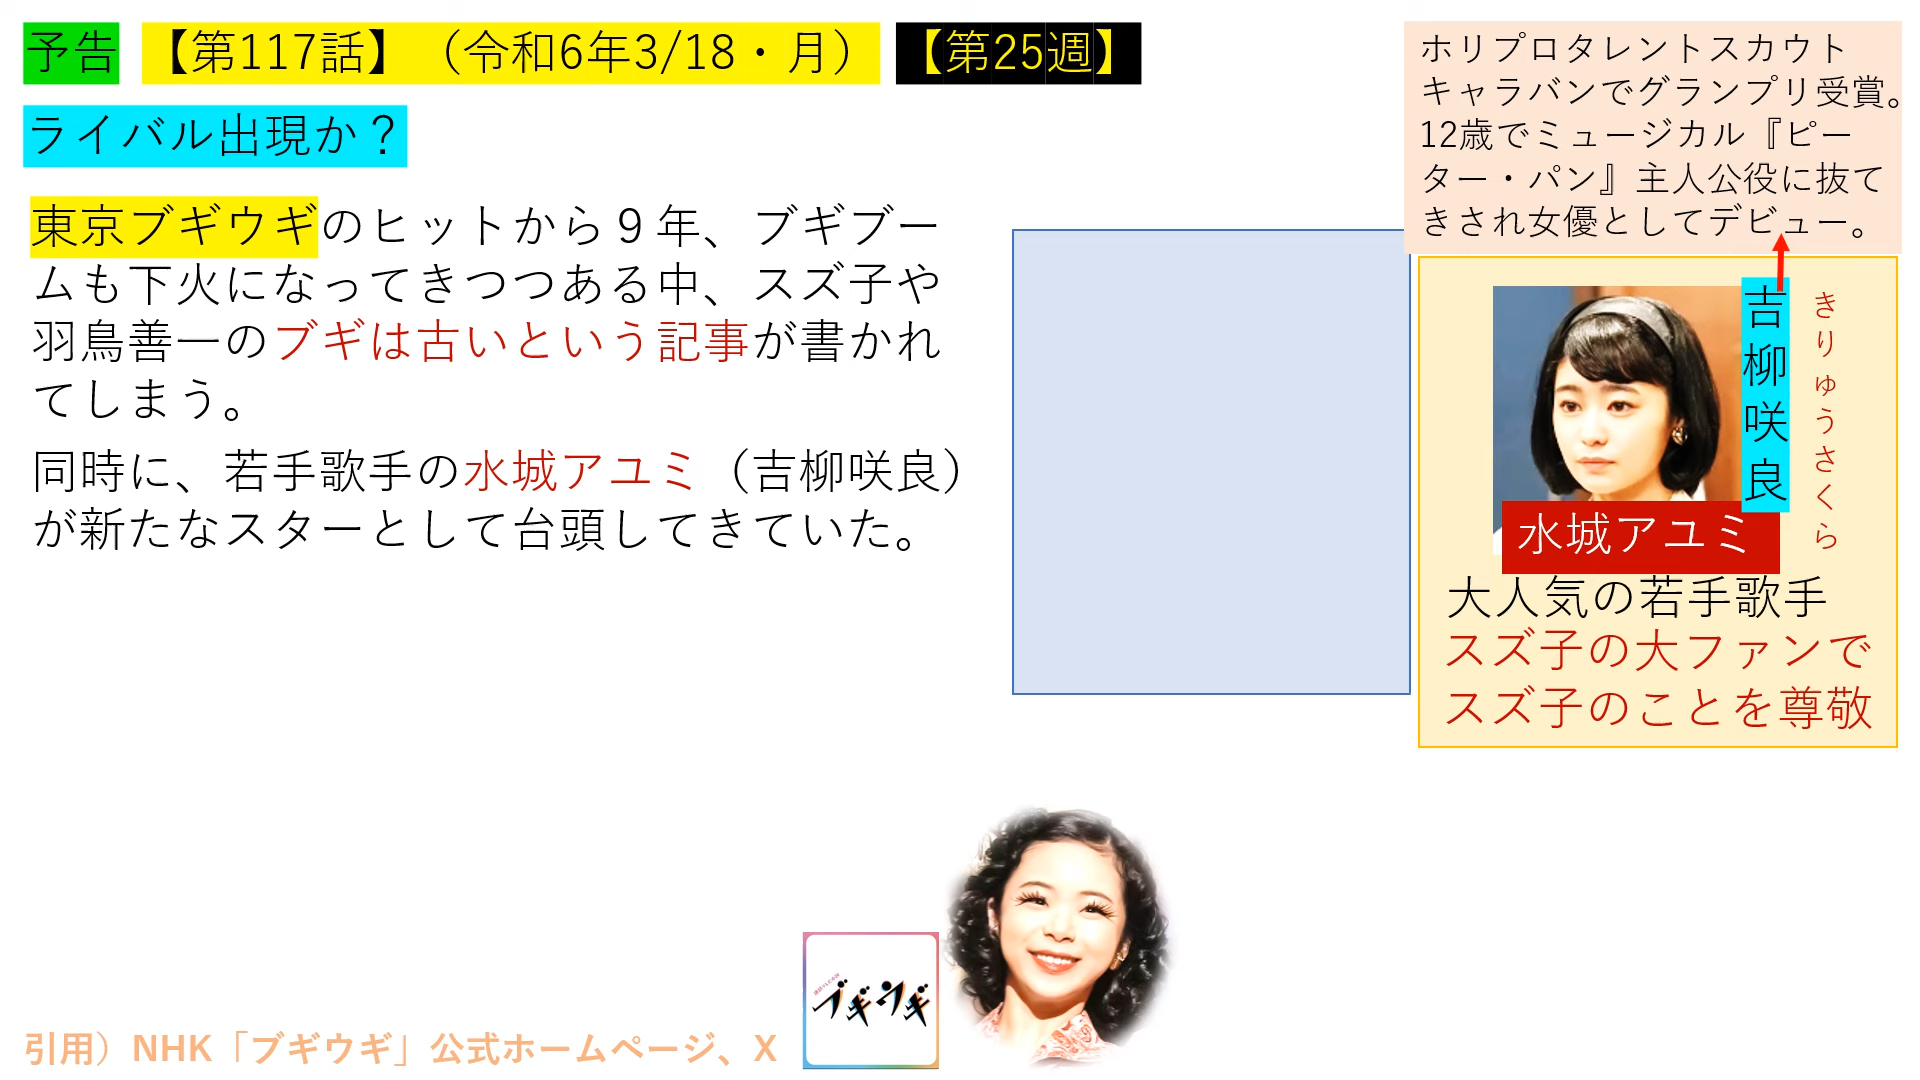 予告 【第117話】（令和6年3/18・月） 【第25週】
ライバル出現か？
東京ブギウギのヒットから９年、ブギブー
ムも下火になってきつつある中、スズ子や
羽鳥善一のブギは古いという記事が書かれ
てしまう。
同時に、若手歌手の水城アユミ（吉柳咲良）
が新たなスターとして台頭してきていた。
ホリプロタレントスカウト
キャラバンでグランプリ受賞。
12歳でミュージカル『ピー
ター・パン』主人公役に抜て
きされ女優としてデビュー。
吉柳咲良
きりゅうさくら
水城アユミ
大人気の若手歌手
スズ子の大ファンで
スズ子のことを尊敬
ブギウギ
引用）NHK「ブギウギ」公式ホームページ、X